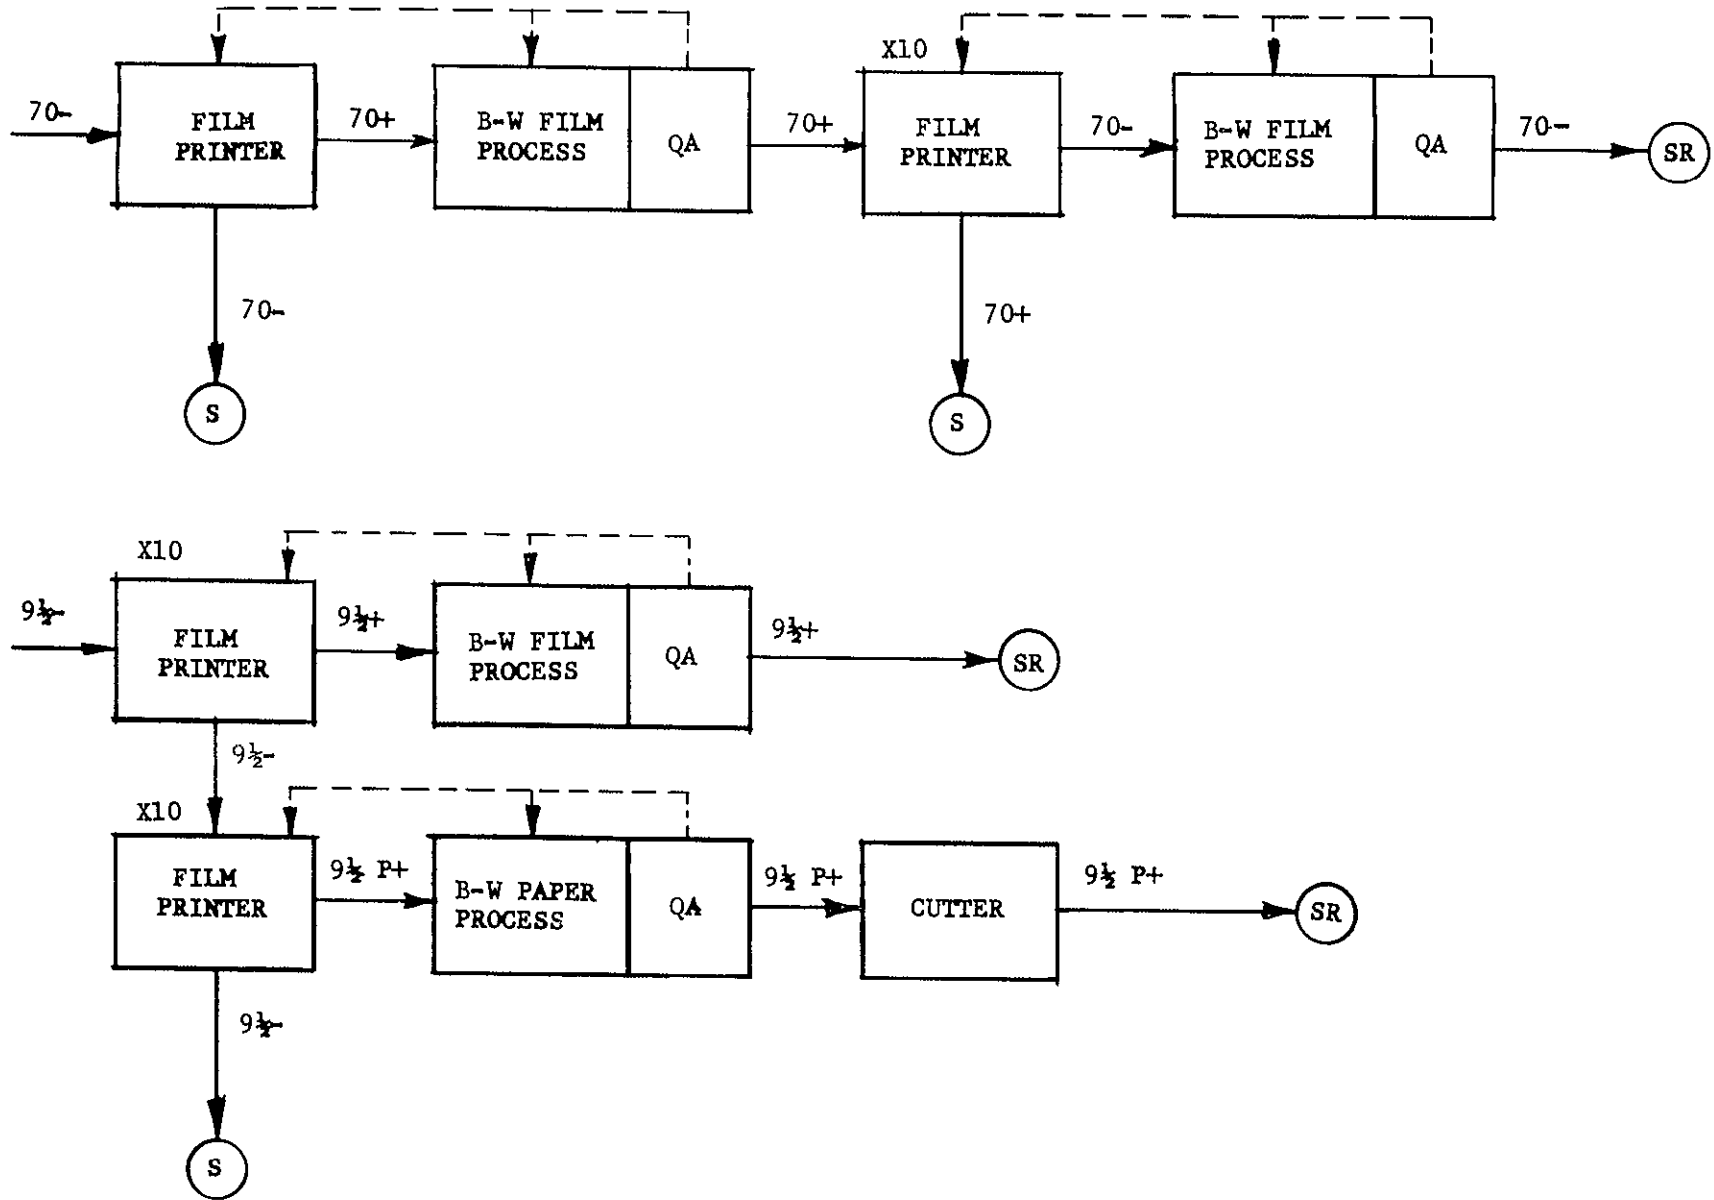 X10
70-
FILM
PRINTER
70+
B-W FILM
PROCESS
QA
70+
FILM
PRINTER
70-
B-W FILM
PROCESS
QA
70-
SR
70-
70+
S
S
X10
9½-
FILM
PRINTER
9½+
B-W FILM
PROCESS
QA
9½+
SR
9½-
X10
FILM
PRINTER
9½ P+
B-W PAPER
PROCESS
QA
9½ P+
CUTTER
9½ P+
SR
9½-
S